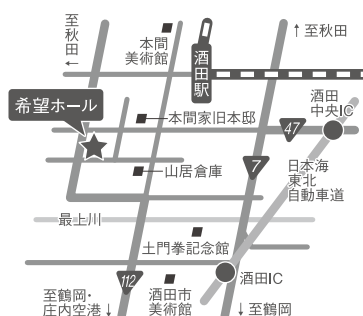 至秋田
←
本間
美術館
酒田駅
↑至秋田
希望ホール
本間家旧本邸
酒田
中央IC
47
7
山居倉庫
日本海
東北
自動車道
最上川
土門拳記念館
112
酒田IC
至鶴岡・
庄内空港↓
酒田市
美術館
↓至鶴岡